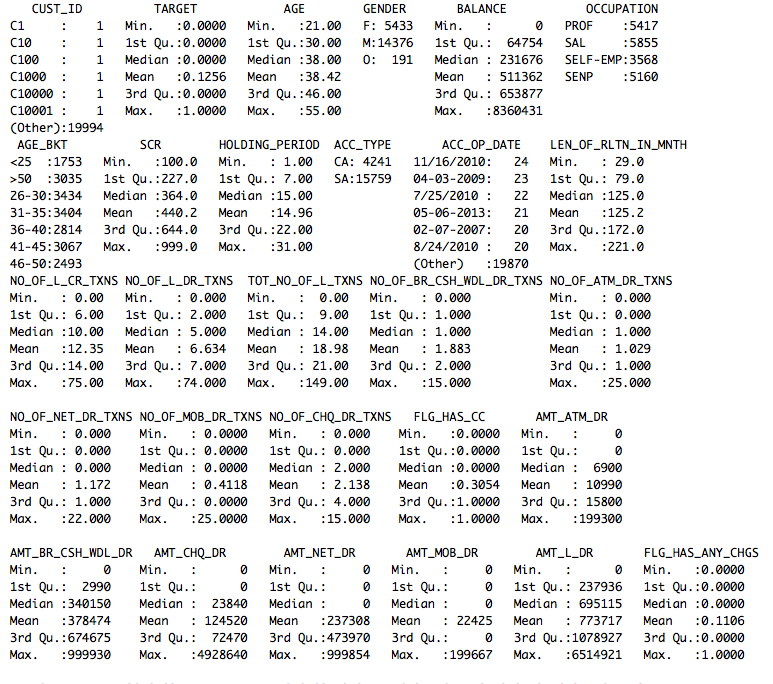 CUST_ID TARGET AGE GENDER BALANCE OCCUPATION
C1 : 1 Min. :0.0000 Min. :21.00 F: 5433 Min. : 0 PROF :5417
C10 : 1 1st Qu.:0.0000 1st Qu.:30.00 M:14376 1st Qu.: 64754 SAL :5855
C100 : 1 Median :0.0000 Median :38.00 O: 191 Median : 231676 SELF-EMP:3568
C1000 : 1 Mean :0.1256 Mean :38.42 Mean : 511362 SENP :5160
C10000 : 1 3rd Qu.:0.0000 3rd Qu.:46.00 3rd Qu.: 653877
C10001 : 1 Max. :1.0000 Max. :55.00 Max. :8360431
(Other):19994
AGE_BKT SCR HOLDING_PERIOD ACC_TYPE ACC_OP_DATE LEN_OF_RLTN_IN_MNTH
<25 :1753 Min. :100.0 Min. : 1.00 CA: 4241 11/16/2010: 24 Min. : 29.0
>50 :3035 1st Qu.:227.0 1st Qu.: 7.00 SA:15759 04-03-2009: 23 1st Qu.: 79.0
26-30:3434 Median :364.0 Median :15.00 7/25/2010 : 22 Median :125.0
31-35:3404 Mean :440.2 Mean :14.96 05-06-2013: 21 Mean :125.2
36-40:2814 3rd Qu.:644.0 3rd Qu.:22.00 02-07-2007: 20 3rd Qu.:172.0
41-45:3067 Max. :999.0 Max. :31.00 8/24/2010 : 20 Max. :221.0
46-50:2493 (Other) :19870
NO_OF_L_CR_TXNS NO_OF_L_DR_TXNS TOT_NO_OF_L_TXNS NO_OF_BR_CSH_WDL_DR_TXNS NO_OF_ATM_DR_TXNS
Min. : 0.00 Min. : 0.000 Min. : 0.00 Min. : 0.000 Min. : 0.000
1st Qu.: 6.00 1st Qu.: 2.000 1st Qu.: 9.00 1st Qu.: 1.000 1st Qu.: 0.000
Median :10.00 Median : 5.000 Median : 14.00 Median : 1.000 Median : 1.000
Mean :12.35 Mean : 6.634 Mean : 18.98 Mean : 1.883 Mean : 1.029
3rd Qu.:14.00 3rd Qu.: 7.000 3rd Qu.: 21.00 3rd Qu.: 2.000 3rd Qu.: 1.000
Max. :75.00 Max. :74.000 Max. :149.00 Max. :15.000 Max. :25.000
NO_OF_NET_DR_TXNS NO_OF_MOB_DR_TXNS NO_OF_CHQ_DR_TXNS FLG_HAS_CC AMT_ATM_DR
Min. : 0.000 Min. : 0.0000 Min. : 0.000 Min. :0.0000 Min. : 0
1st Qu.: 0.000 1st Qu.: 0.0000 1st Qu.: 0.000 1st Qu.:0.0000 1st Qu.: 0
Median : 0.000 Median : 0.0000 Median : 2.000 Median :0.0000 Median : 6900
Mean : 1.172 Mean : 0.4118 Mean : 2.138 Mean :0.3054 Mean : 10990
3rd Qu.: 1.000 3rd Qu.: 0.0000 3rd Qu.: 4.000 3rd Qu.:1.0000 3rd Qu.: 15800
Max. :22.000 Max. :25.0000 Max. :15.000 Max. :1.0000 Max. :199300
AMT_BR_CSH_WDL_DR AMT_CHQ_DR AMT_NET_DR AMT_MOB_DR AMT_L_DR FLG_HAS_ANY_CHGS
Min. : 0 Min. : 0 Min. : 0 Min. : 0 Min. : 0 Min. :0.0000
1st Qu.: 2990 1st Qu.: 0 1st Qu.: 0 1st Qu.: 0 1st Qu.: 237936 1st Qu.:0.0000
Median :340150 Median : 23840 Median : 0 Median : 0 Median : 695115 Median :0.0000
Mean :378474 Mean : 124520 Mean :237308 Mean : 22425 Mean : 773717 Mean :0.1106
3rd Qu.:674675 3rd Qu.: 72470 3rd Qu.:473970 3rd Qu.: 0 3rd Qu.:1078927 3rd Qu.:0.0000
Max. :999930 Max. :4928640 Max. :999854 Max. :199667 Max. :6514921 Max. :1.0000